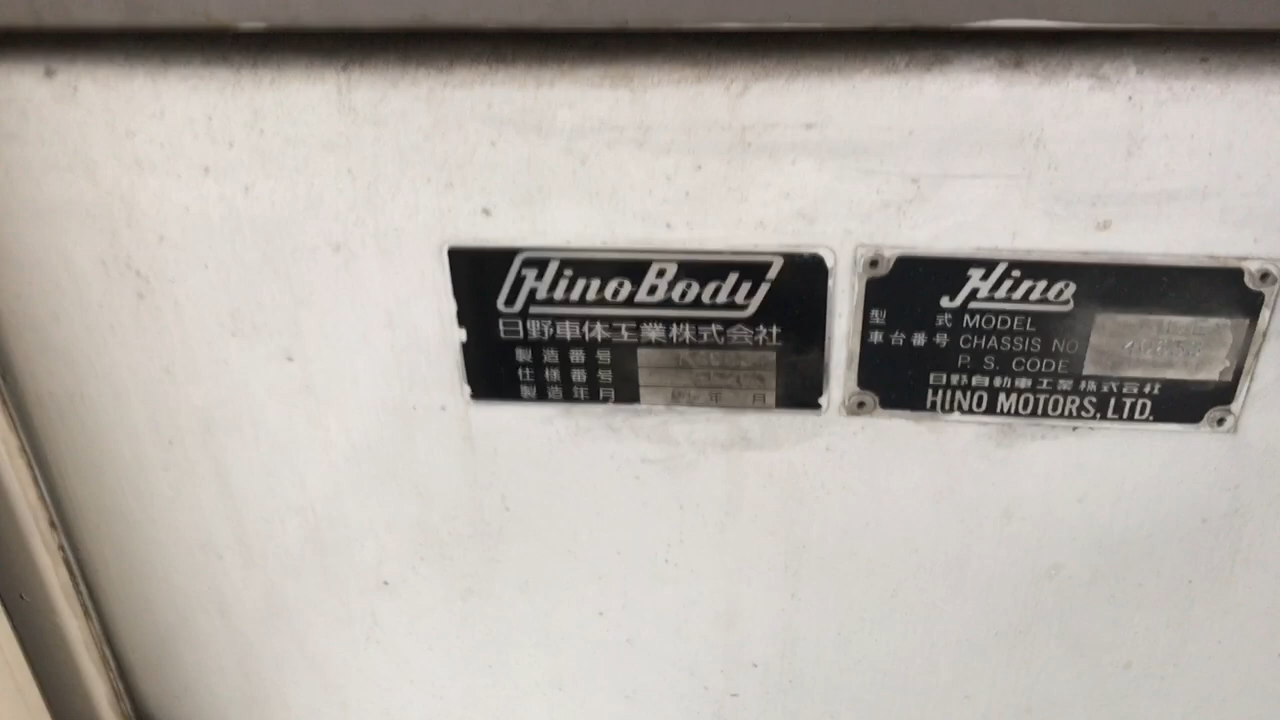 Hino Body
日野車体工業株式会社
製造番号
仕様番号
製造年月 年 月
Hino
型式 MODEL
車台番号 CHASSIS NO
P. S. CODE
日野自動車工業株式会社
HINO MOTORS, LTD.